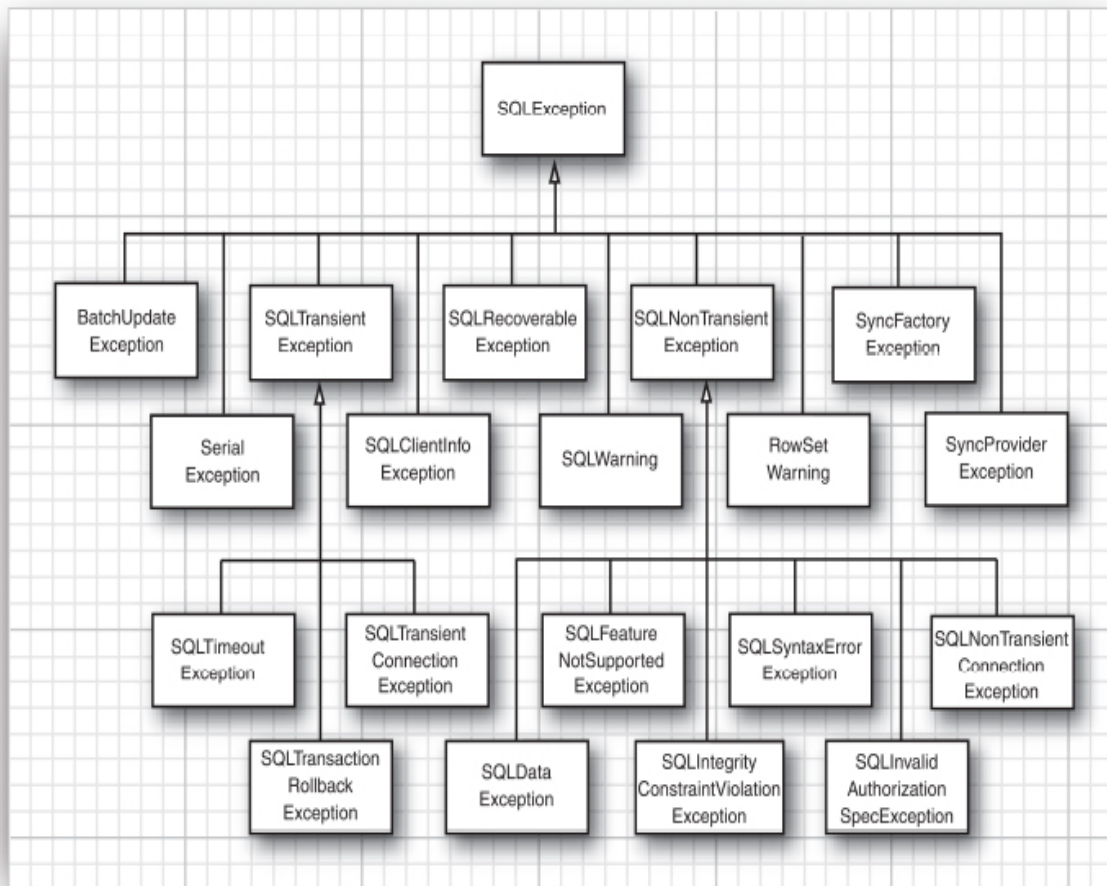 SQLException
BatchUpdate
Exception
SQLTransient
Exception
SQLRecoverable
Exception
SQLNonTransient
Exception
SyncFactory
Exception
Serial
Exception
SQLClientInfo
Exception
SQLWarning
RowSet
Warning
SyncProvider
Exception
SQLTimeout
Exception
SQLTransient
Connection
Exception
SQLFeature
NotSupported
Exception
SQLSyntaxError
Exception
SQLNonTransient
Connection
Exception
SQLTransaction
Rollback
Exception
SQLData
Exception
SQLIntegrity
ConstraintViolation
Exception
SQLInvalid
Authorization
SpecException